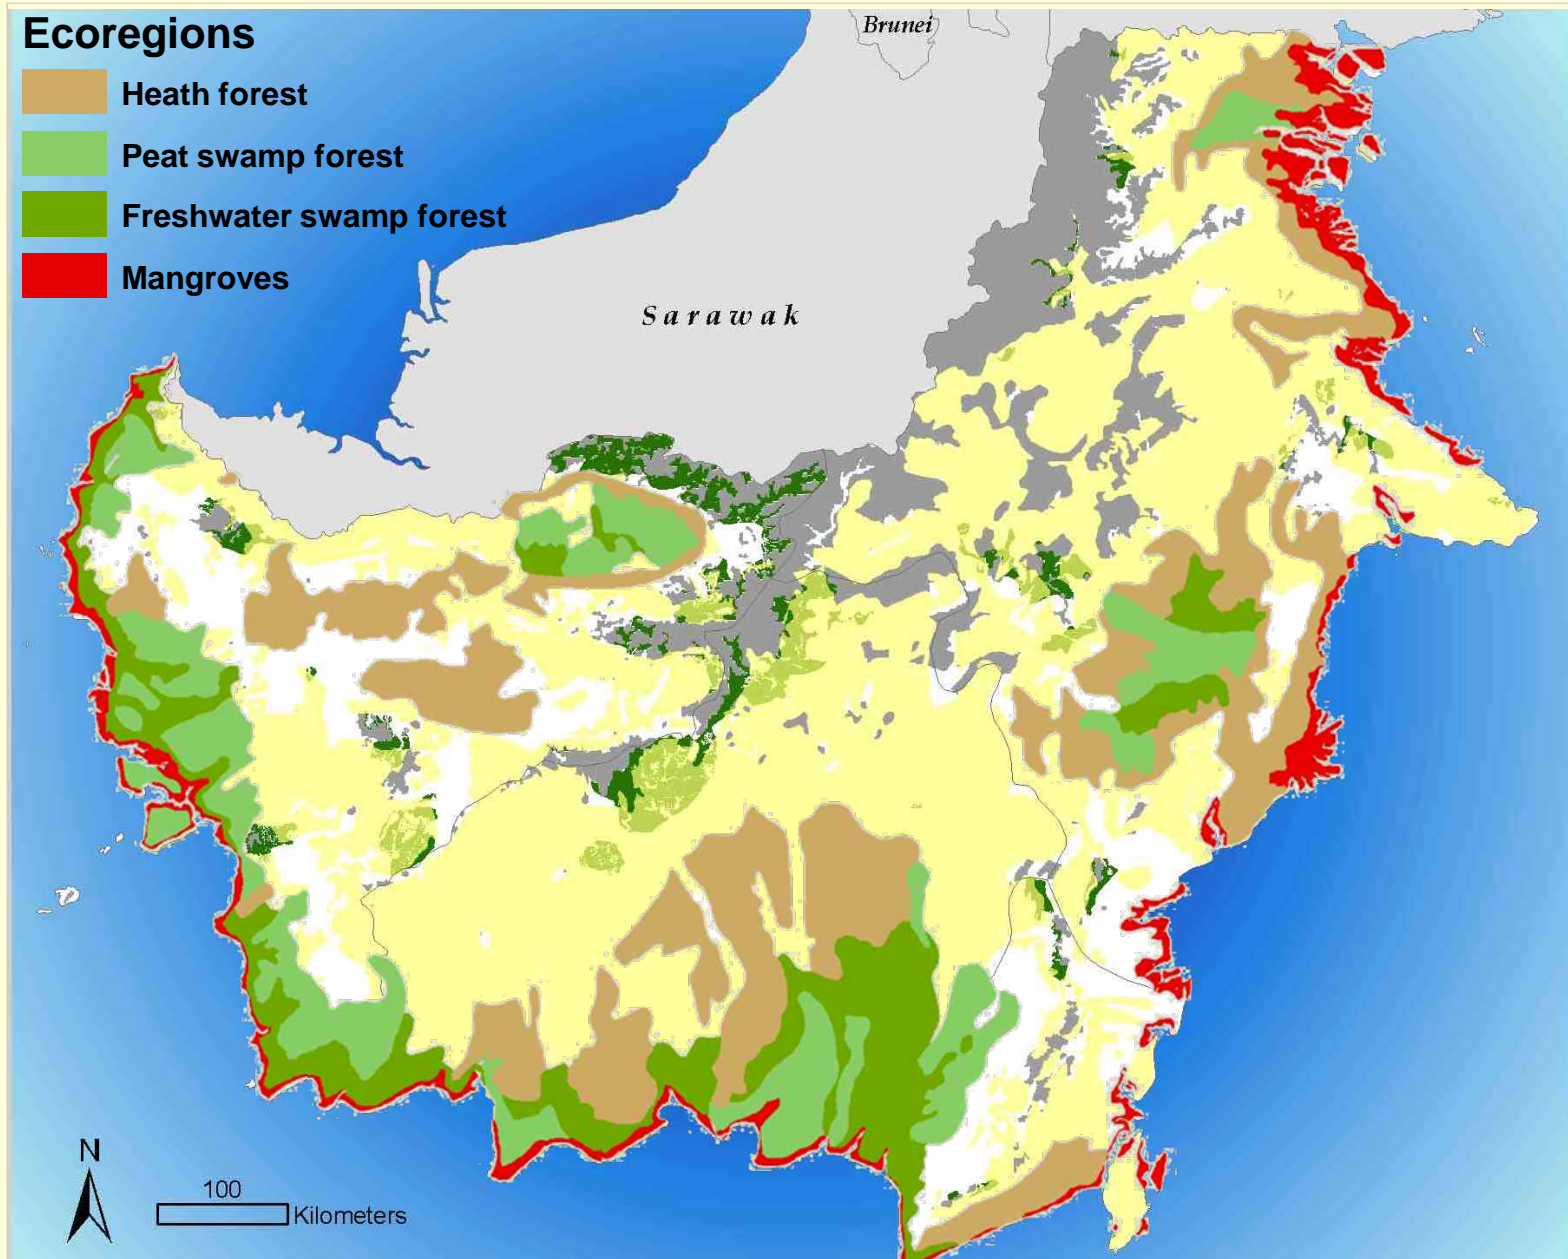 Ecoregions
Heath forest
Peat swamp forest
Freshwater swamp forest
Mangroves
Brunei
Sarawak
N
100
Kilometers